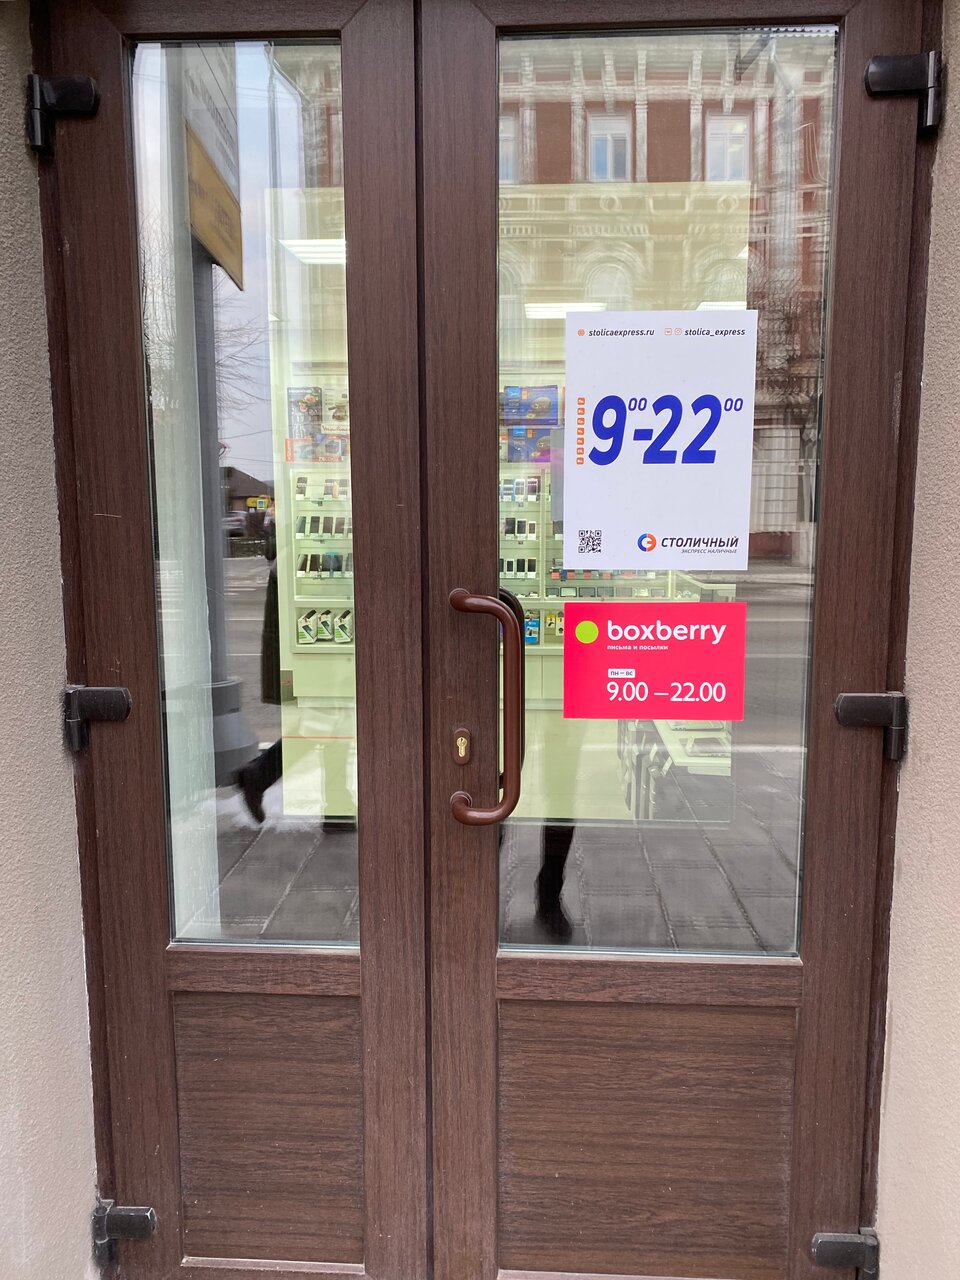 stolicaexpress.ru stolica_express
9⁰⁰-22⁰⁰
СТОЛИЧНЫЙ
ЭКСПРЕСС НАЛИЧНЫЕ
boxberry
письма и посылки
ПН — ВС
9.00 — 22.00